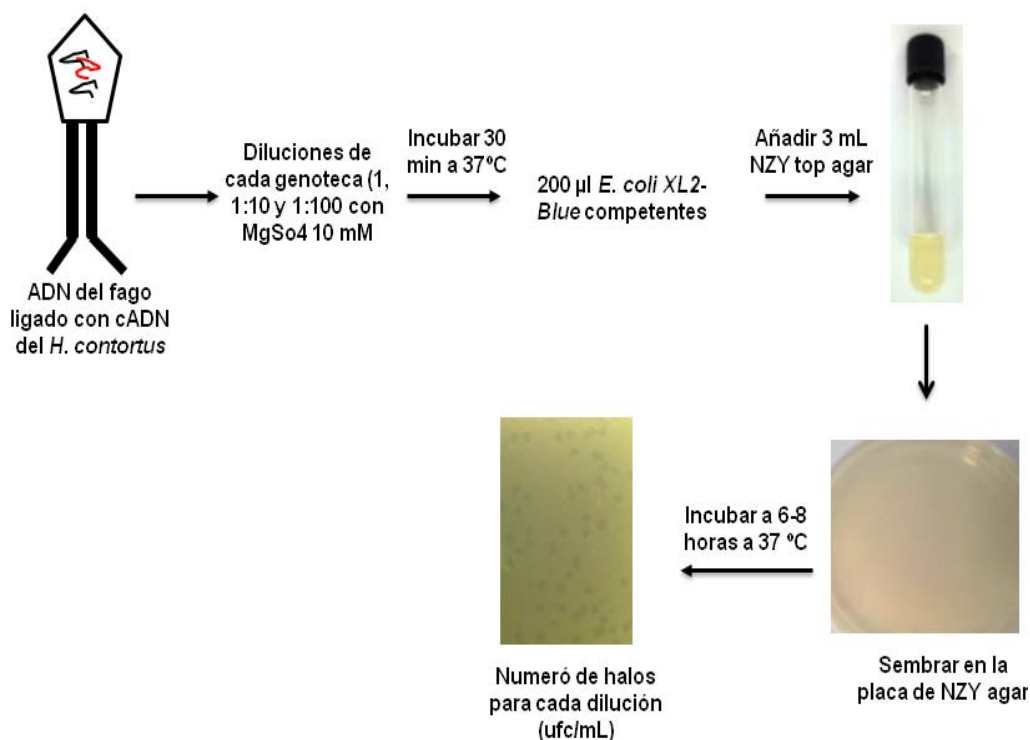 ADN del fago
ligado con cADN
del H. contortus
Diluciones de
cada genoteca (1,
1:10 y 1:100 con
MgSo4 10 mM
Incubar 30
min a 37ºC
200 µl E. coli XL2-
Blue competentes
Añadir 3 mL
NZY top agar
Sembrar en la
placa de NZY agar
Incubar a 6-8
horas a 37 ºC
Numeró de halos
para cada dilución
(ufc/mL)